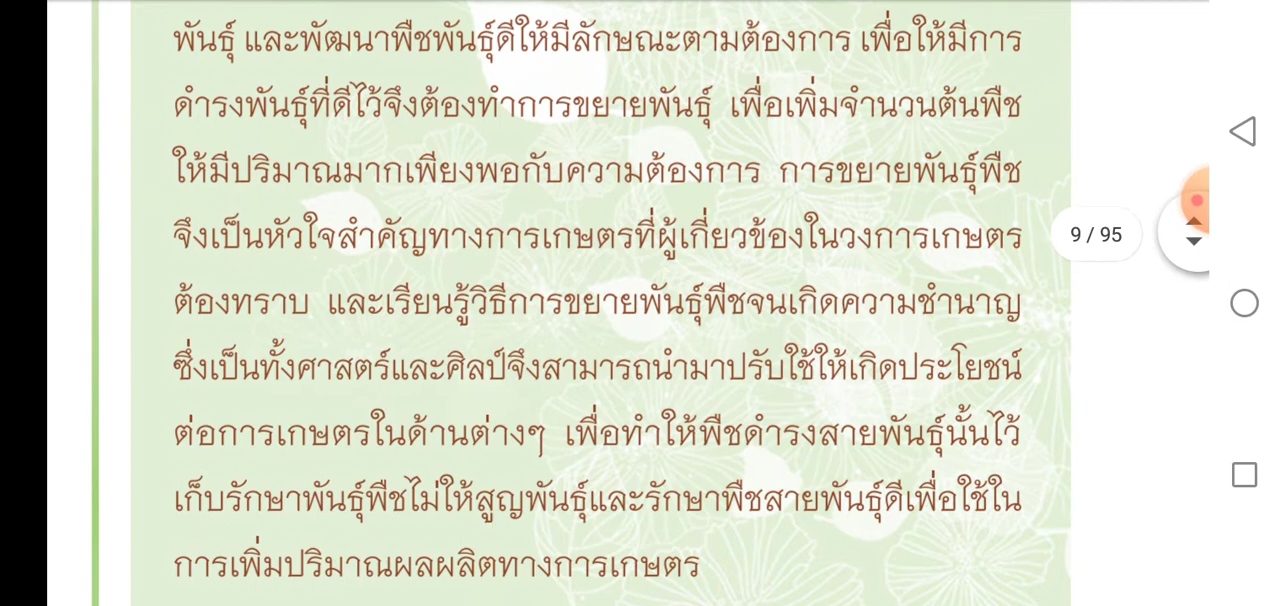 พันธุ์ และพัฒนาพืชพันธุ์ดีให้มีลักษณะตามต้องการ เพื่อให้มีการ
ดำรงพันธุ์ที่ดีไว้จึงต้องทำการขยายพันธุ์ เพื่อเพิ่มจำนวนต้นพืช
ให้มีปริมาณมากเพียงพอกับความต้องการ การขยายพันธุ์พืช
จึงเป็นหัวใจสำคัญทางการเกษตรที่ผู้เกี่ยวข้องในวงการเกษตร
9 / 95
ต้องทราบ และเรียนรู้วิธีการขยายพันธุ์พืชจนเกิดความชำนาญ
ซึ่งเป็นทั้งศาสตร์และศิลป์จึงสามารถนำมาปรับใช้ให้เกิดประโยชน์
ต่อการเกษตรในด้านต่างๆ เพื่อทำให้พืชดำรงสายพันธุ์นั้นไว้
เก็บรักษาพันธุ์พืชไม่ให้สูญพันธุ์และรักษาพืชสายพันธุ์ดีเพื่อใช้ใน
การเพิ่มปริมาณผลผลิตทางการเกษตร